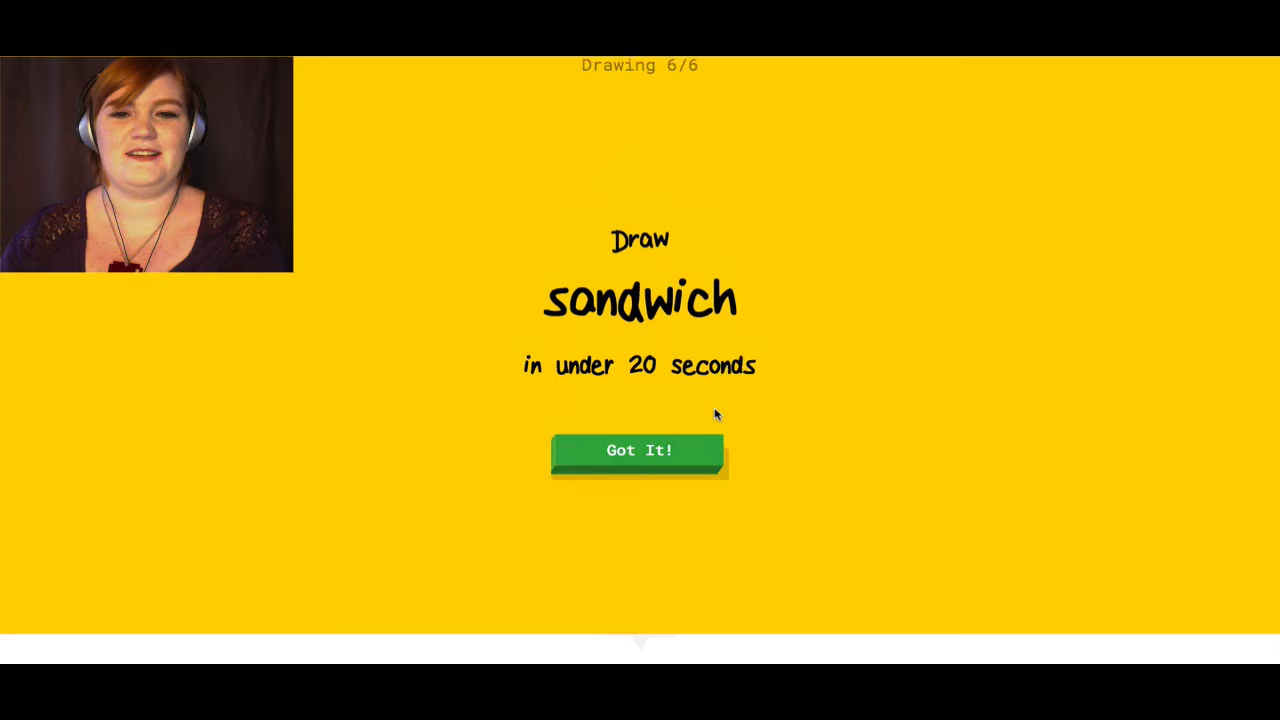 Drawing 6/6
Draw
sandwich
in under 20 seconds
Got It!